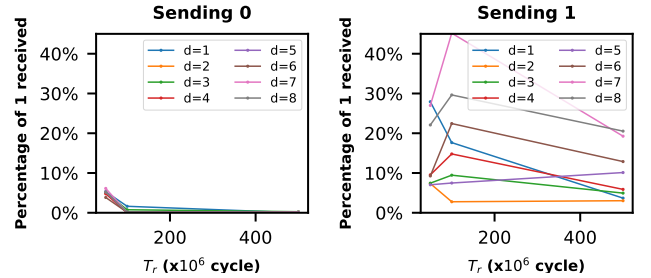 Sending 0
Percentage of 1 received
40%
30%
20%
10%
0%
d=1
d=2
d=3
d=4
d=5
d=6
d=7
d=8
200
400
T_r (x10^6 cycle)
Sending 1
Percentage of 1 received
40%
30%
20%
10%
0%
d=1
d=2
d=3
d=4
d=5
d=6
d=7
d=8
200
400
T_r (x10^6 cycle)